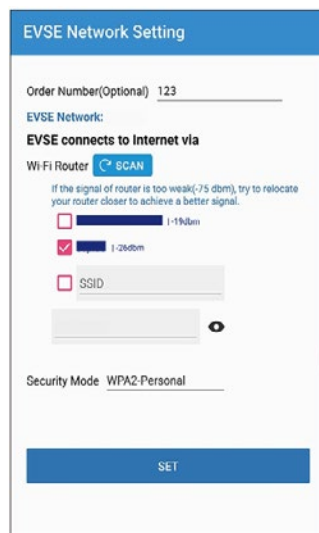 EVSE Network Setting
Order Number(Optional) 123
EVSE Network:
EVSE connects to Internet via
Wi-Fi Router SCAN
If the signal of router is too weak(-75 dbm), try to relocate
your router closer to achieve a better signal.
|-19dbm
|-26dbm
SSID
Security Mode WPA2-Personal
SET